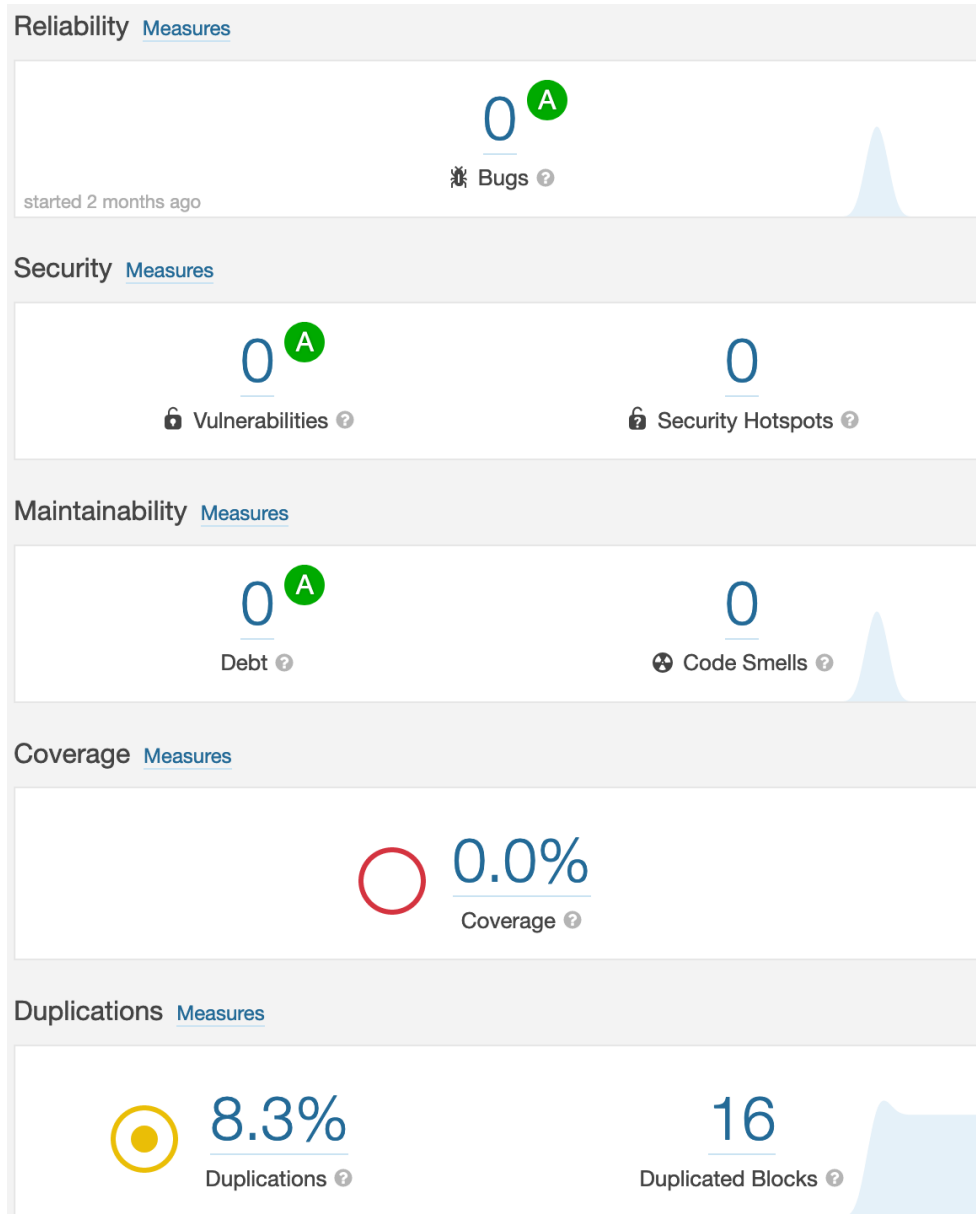 Reliability Measures
0 A
Bugs ?
started 2 months ago
Security Measures
0 A 0
Vulnerabilities ? Security Hotspots ?
Maintainability Measures
0 A 0
Debt ? Code Smells ?
Coverage Measures
0.0%
Coverage ?
Duplications Measures
8.3% 16
Duplications ? Duplicated Blocks ?